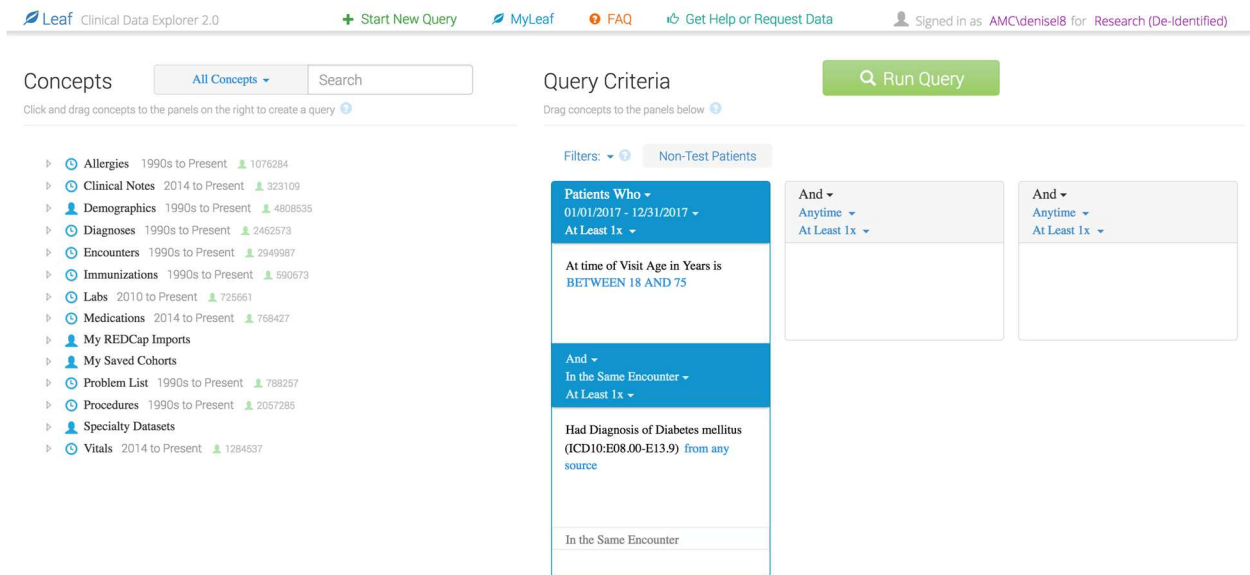 Leaf Clinical Data Explorer 2.0
Start New Query
MyLeaf
FAQ
Get Help or Request Data
Signed in as AMC\denisel8 for Research (De-Identified)
Concepts
All Concepts
Search
Click and drag concepts to the panels on the right to create a query
Allergies 1990s to Present 1076284
Clinical Notes 2014 to Present 323109
Demographics 1990s to Present 4808535
Diagnoses 1990s to Present 2462573
Encounters 1990s to Present 2949987
Immunizations 1990s to Present 590673
Labs 2010 to Present 725661
Medications 2014 to Present 768427
My REDCap Imports
My Saved Cohorts
Problem List 1990s to Present 788257
Procedures 1990s to Present 2057285
Specialty Datasets
Vitals 2014 to Present 1284537
Query Criteria
Run Query
Drag concepts to the panels below
Filters:
Non-Test Patients
Patients Who
01/01/2017 - 12/31/2017
At Least 1x
At time of Visit Age in Years is
BETWEEN 18 AND 75
And
In the Same Encounter
At Least 1x
Had Diagnosis of Diabetes mellitus
(ICD10:E08.00-E13.9) from any
source
In the Same Encounter
And
Anytime
At Least 1x
And
Anytime
At Least 1x